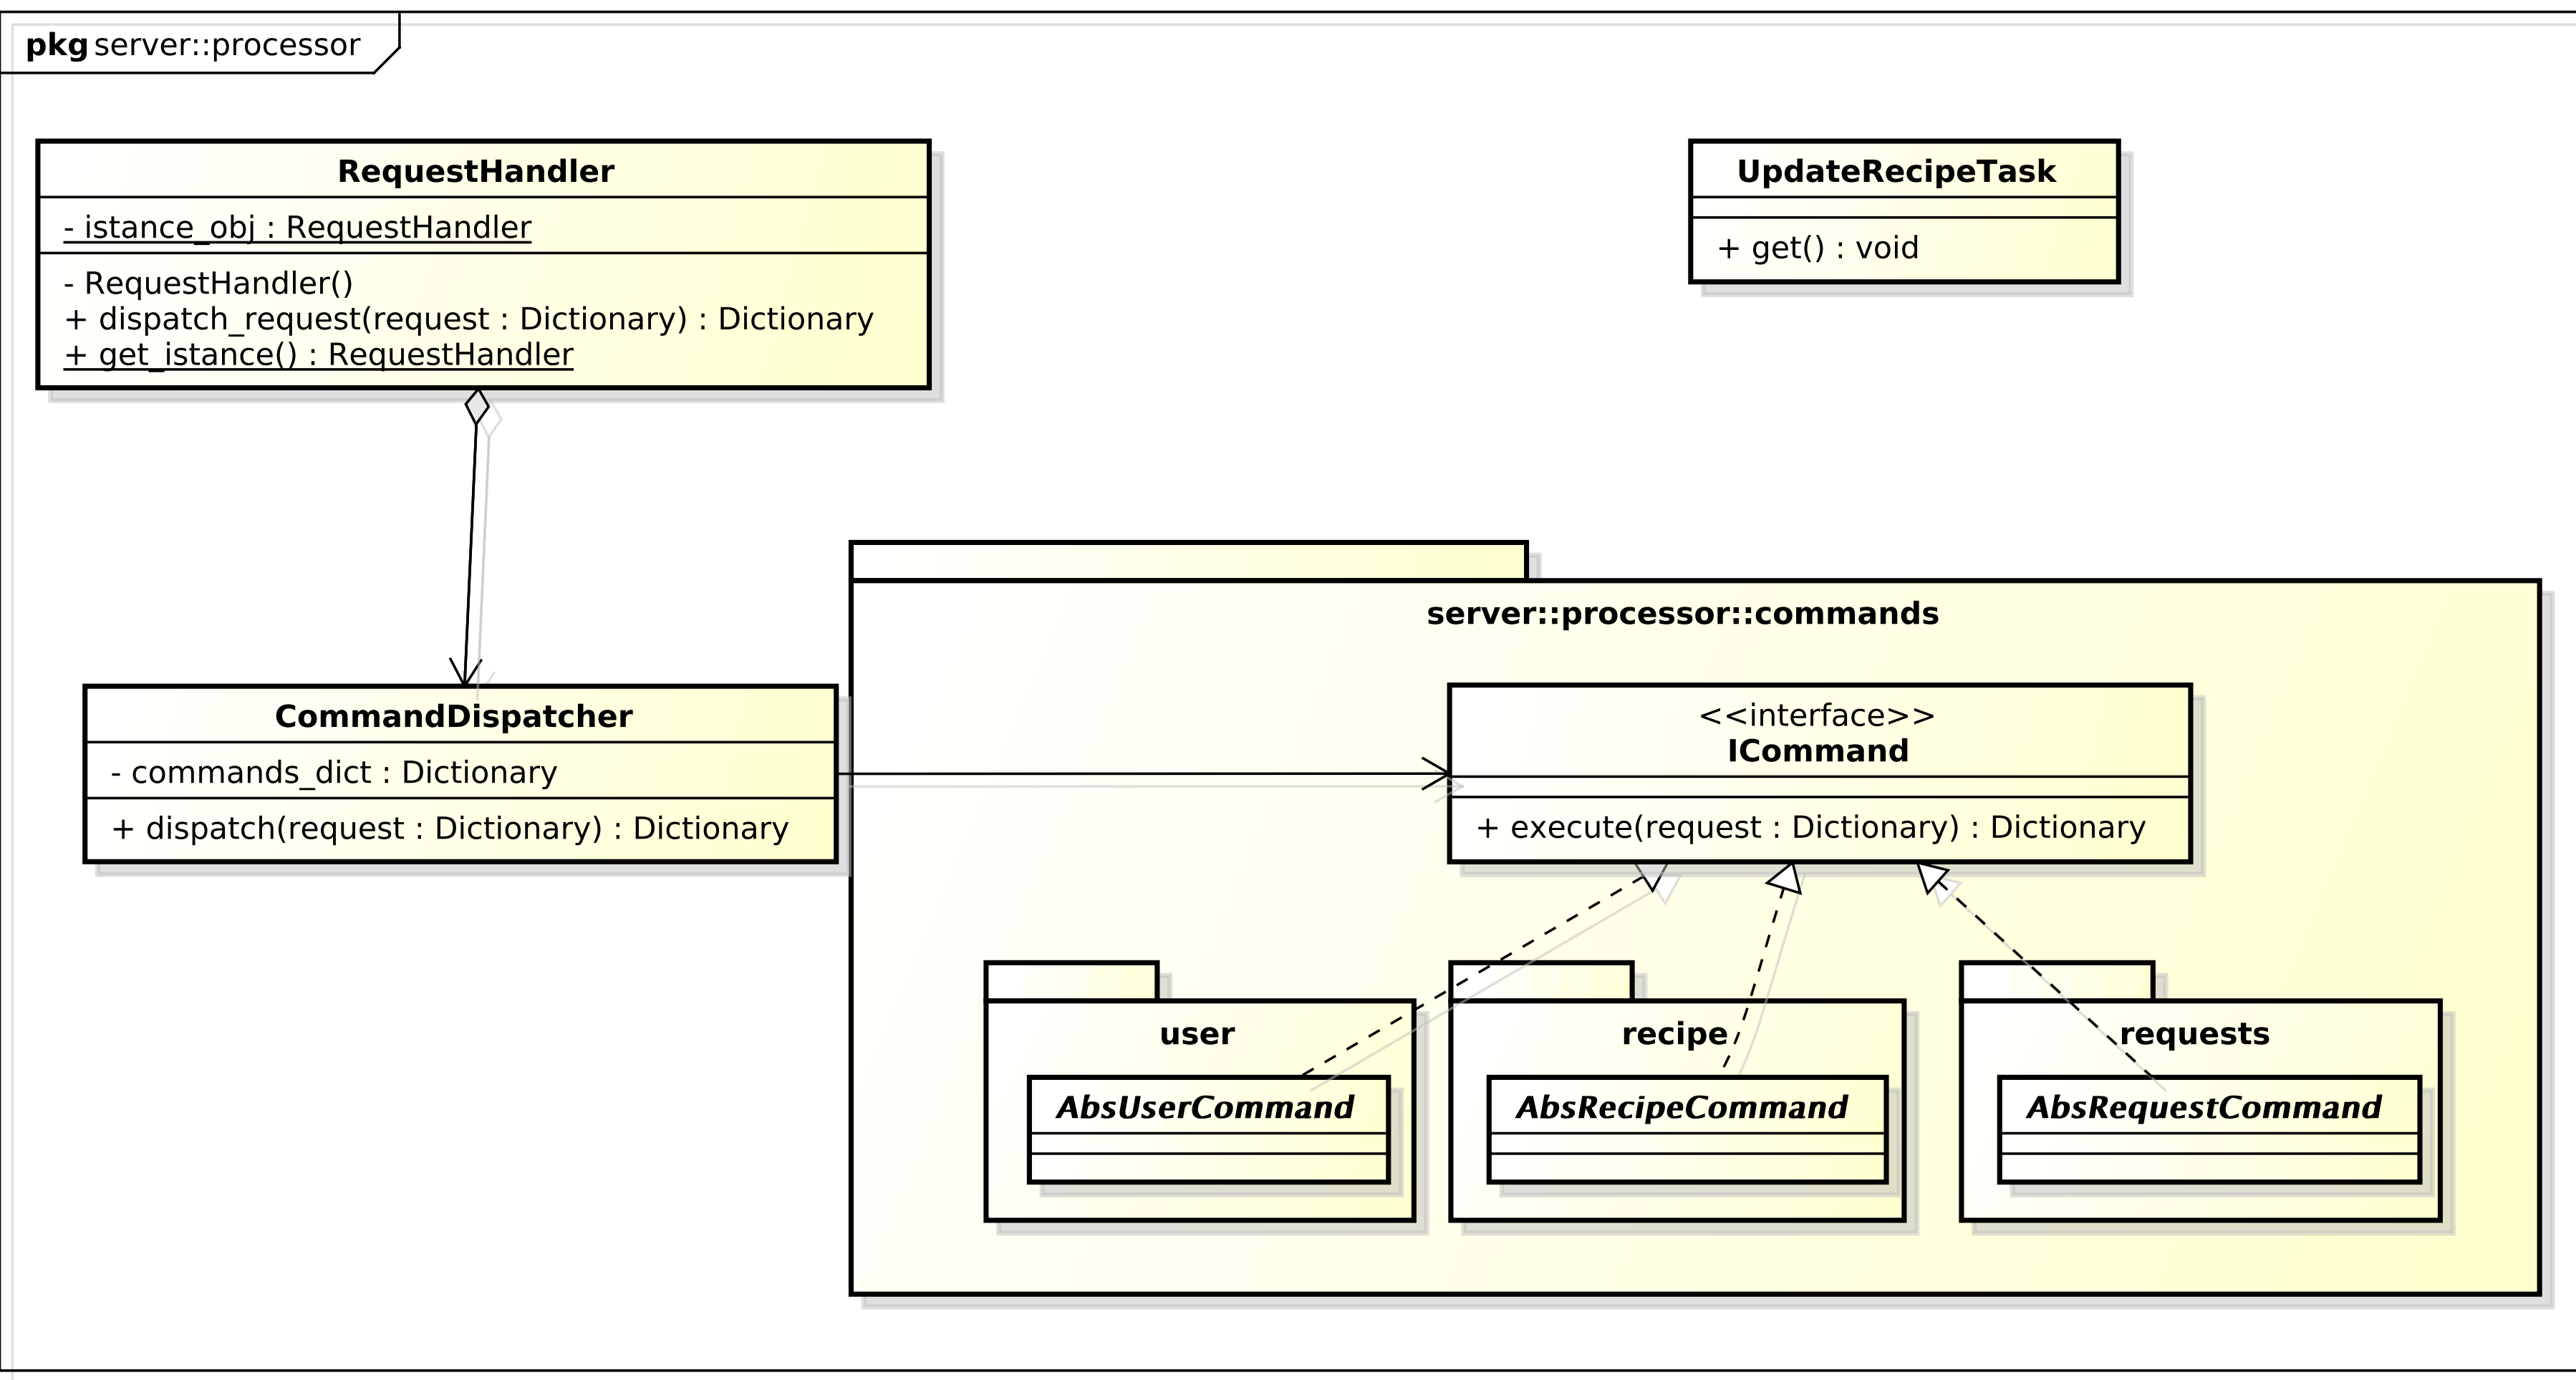 pkg server::processor
RequestHandler
- istance_obj : RequestHandler
- RequestHandler()
+ dispatch_request(request : Dictionary) : Dictionary
+ get_istance() : RequestHandler
UpdateRecipeTask
+ get() : void
CommandDispatcher
- commands_dict : Dictionary
+ dispatch(request : Dictionary) : Dictionary
server::processor::commands
<<interface>>
ICommand
+ execute(request : Dictionary) : Dictionary
user
AbsUserCommand
recipe
AbsRecipeCommand
requests
AbsRequestCommand